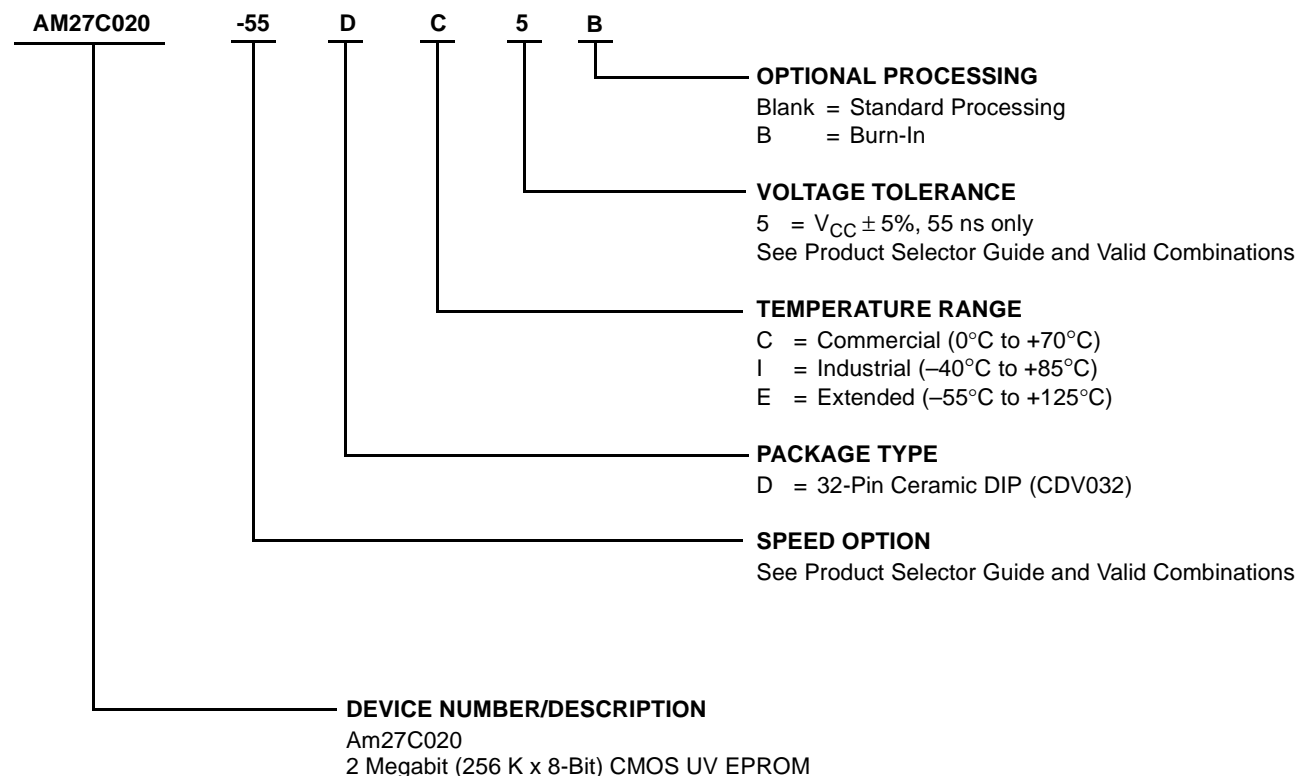 AM27C020 -55 D C 5 B
OPTIONAL PROCESSING
Blank = Standard Processing
B = Burn-In
VOLTAGE TOLERANCE
5 = VCC ± 5%, 55 ns only
See Product Selector Guide and Valid Combinations
TEMPERATURE RANGE
C = Commercial (0°C to +70°C)
I = Industrial (–40°C to +85°C)
E = Extended (–55°C to +125°C)
PACKAGE TYPE
D = 32-Pin Ceramic DIP (CDV032)
SPEED OPTION
See Product Selector Guide and Valid Combinations
DEVICE NUMBER/DESCRIPTION
Am27C020
2 Megabit (256 K x 8-Bit) CMOS UV EPROM